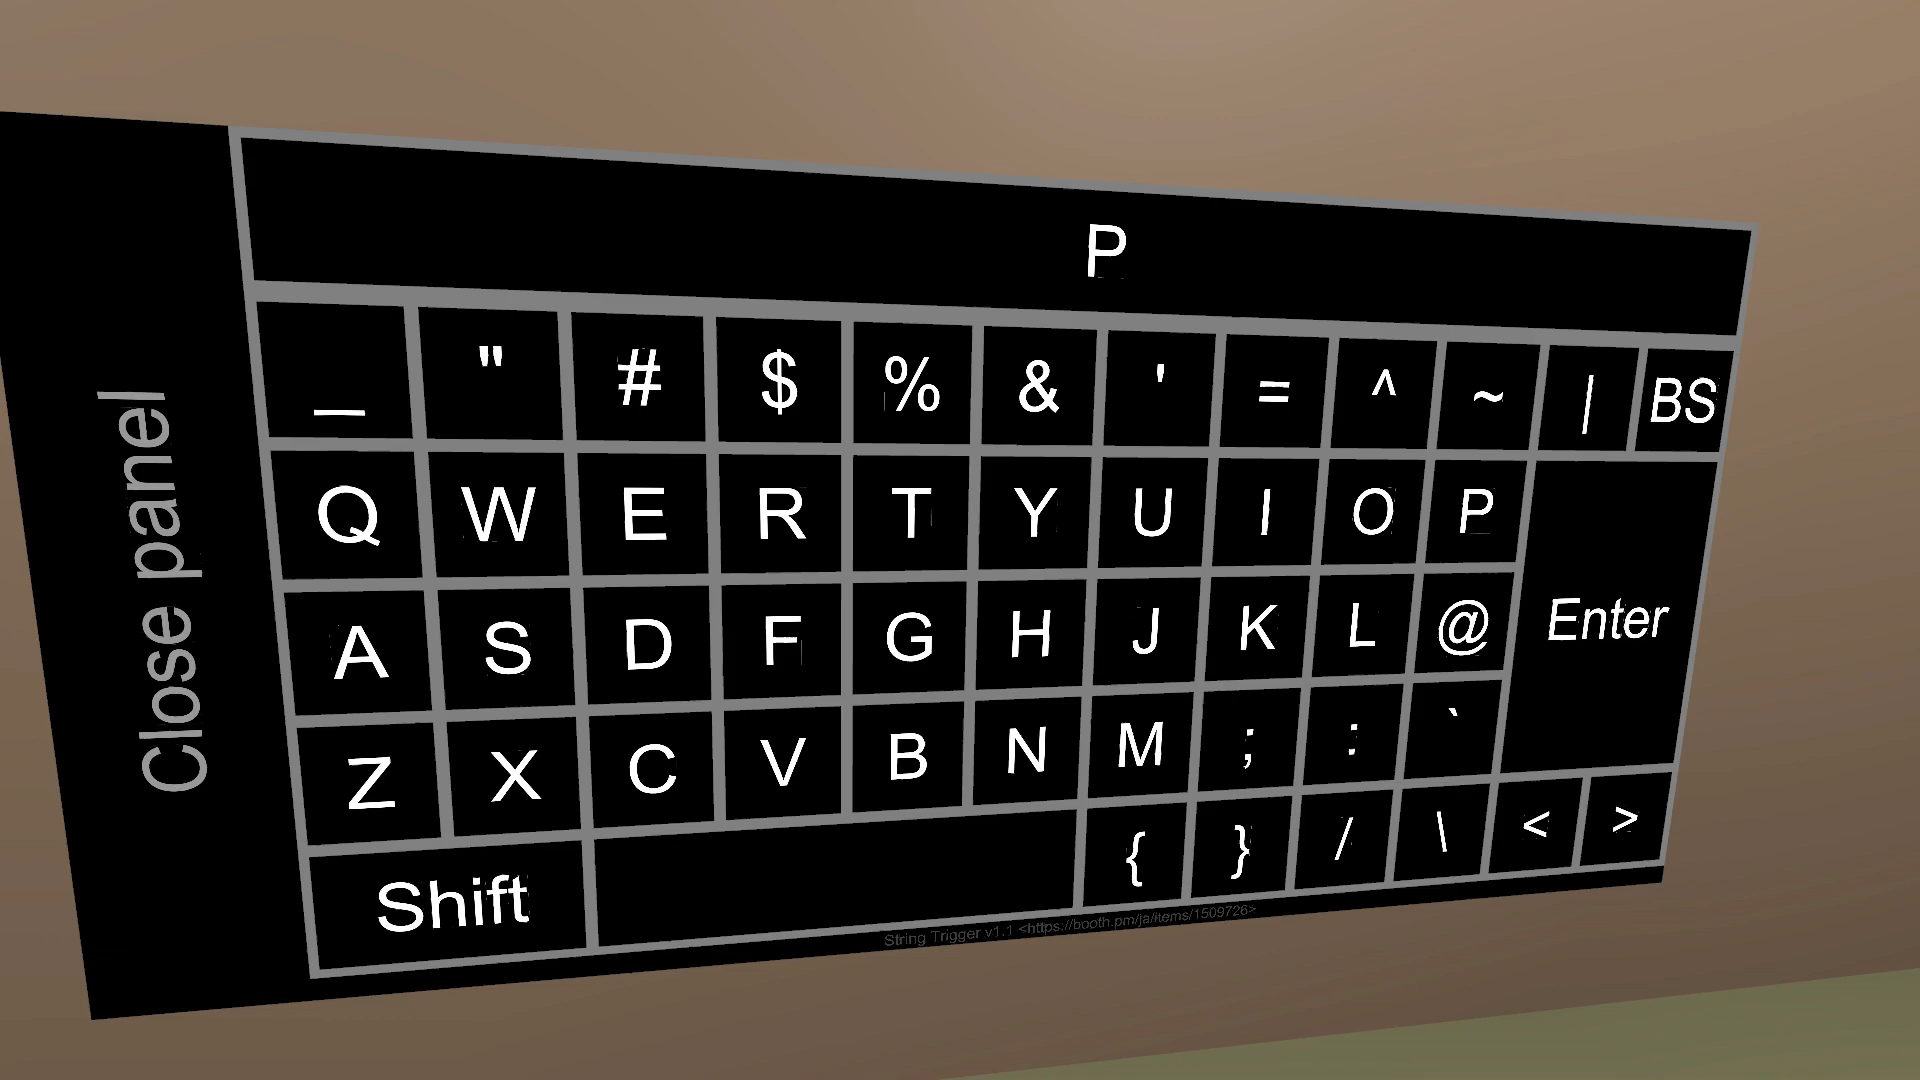 Close panel
P
_ " # $ % & ' = ^ ~ | BS
Q W E R T Y U I O P
A S D F G H J K L @ Enter
Z X C V B N M ; : `
Shift { } / \ < >
String Trigger v1.1 <https://booth.pm/ja/items/1509726>